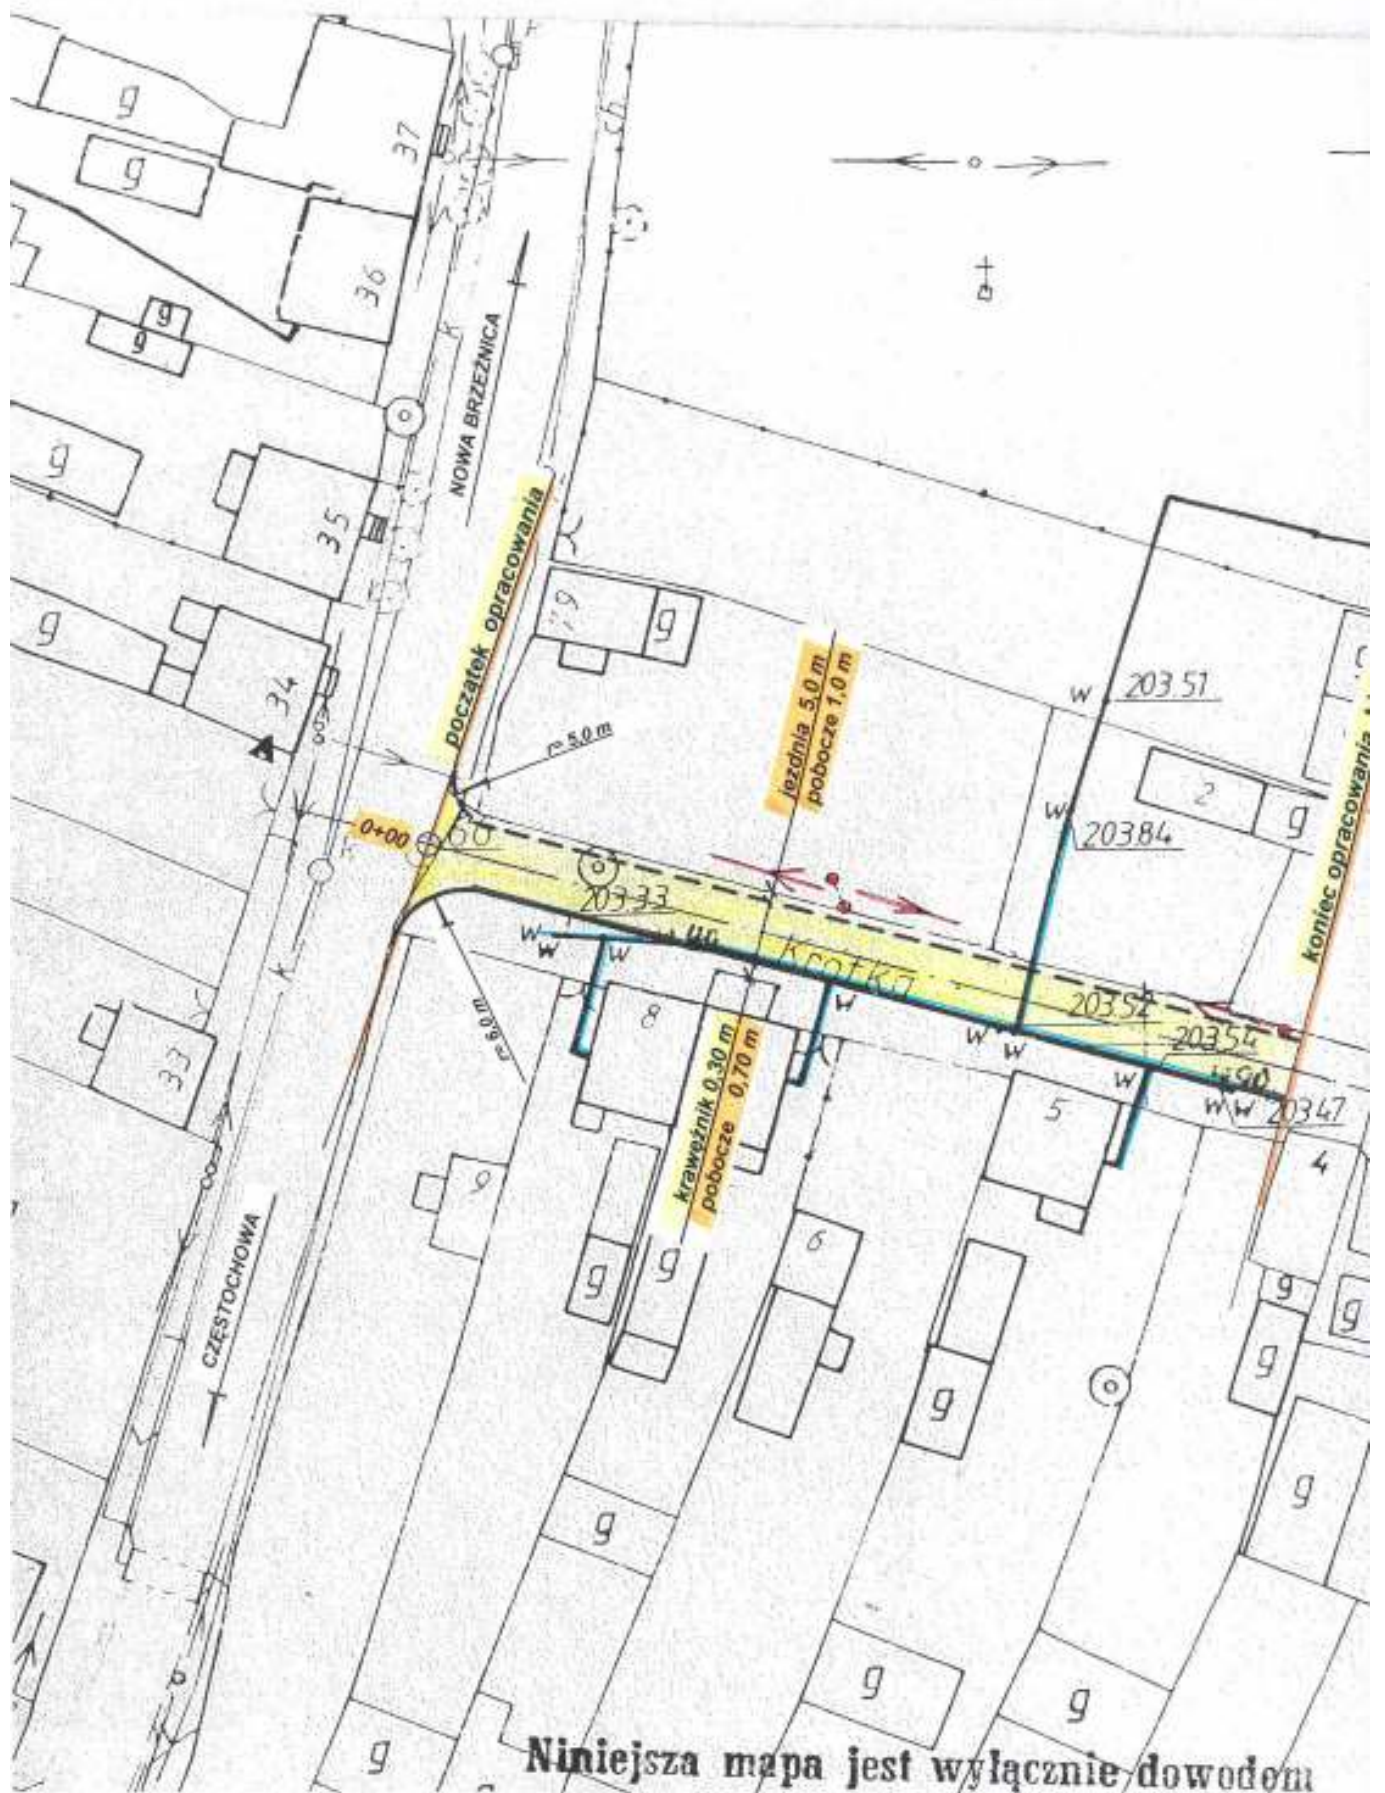 g
37
g
ch
36
g
g
k
NOWA BRZEŹNICA
g
35
początek opracowania
g
g
34
r= 5.0 m
jezdnia 5,0 m
pobocze 1,0 m
W
203.51
2
g
W
203.84
koniec opracowania
0+00
203.33
Krótka
W
W
W
W
203.52
203.54
W
W
W
W
W
203.47
k
r= 6.0 m
8
krawężnik 0,30 m
pobocze 0,70 m
33
5
4
9
6
g
g
g
g
g
CZĘSTOCHOWA
g
g
g
g
g
g
Niniejsza mapa jest wyłącznie dowodem